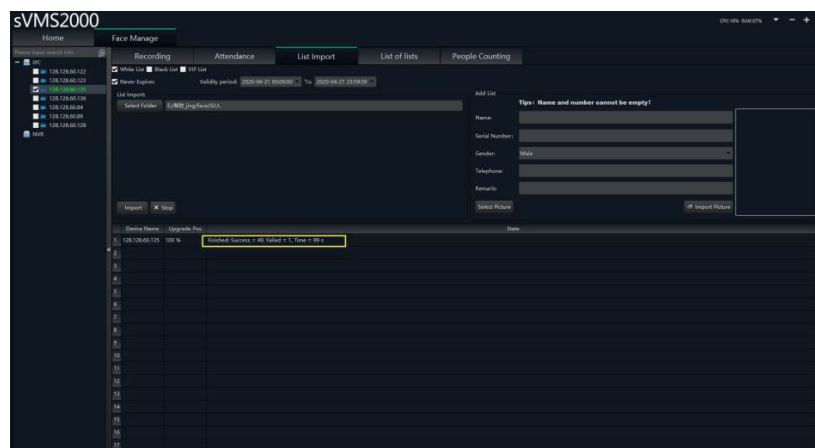 sVMS2000
CPU:18% RAM:67%
Home
Face Manage
Please input search info.
Recording
Attendance
List Import
List of lists
People Counting
IPC
128.128.60.122
128.128.60.123
128.128.60.135
128.128.60.136
128.128.60.84
128.128.60.89
128.128.60.128
NVR
White List Black List VIP List
Never Expires Validity period: 2020-04-21 00:00:00 To: 2020-04-21 23:59:59
List Imports
Select Folder
Import Stop
Add List
Tips: Name and number cannot be empty!
Name:
Serial Number:
Gender: Male
Telephone:
Remark:
Select Picture Import Picture
Device Name Upgrade Pos State
1 128.128.60.135 100 % Finished: Success = 49, Failed = 1, Time = 99 s
2
3
4
5
6
7
8
9
10
11
12
13
14
15
16
17